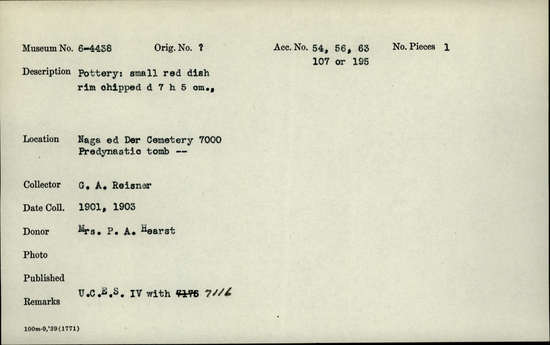 Museum No. 6-4438 Orig. No. ? Acc. No. 54, 56, 63 No. Pieces 1
107 or 195
Description Pottery: small red dish
rim chipped d 7 h 5 cm.,
Location Naga ed Der Cemetery 7000
Predynastic tomb --
Collector G. A. Reisner
Date Coll. 1901, 1903
Donor Mrs. P. A. Hearst
Photo
Published
Remarks U.C.E.S. IV with 7178 7116
100m-9,'39(1771)